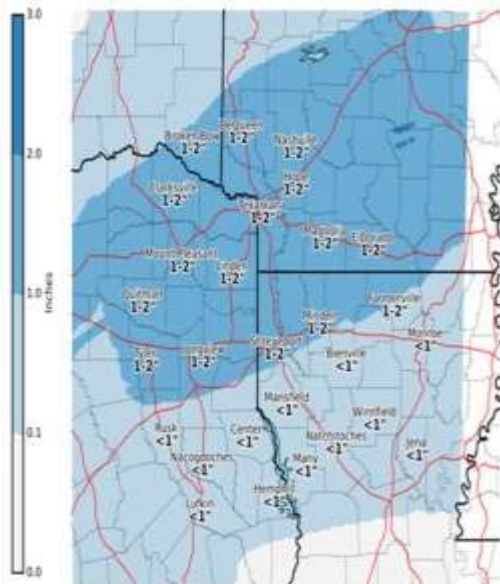 3.0
2.0
1.0
0.1
0.0
Inches
DeQueen
1-2"
Broken Bow
1-2"
Nashville
1-2"
Hope
1-2"
Clarksville
1-2"
1-2"
Magnolia
1-2"
El Dorado
1-2"
Mount Pleasant
1-2"
Linden
1-2"
Quitman
1-2"
Farmerville
1-2"
Minden
1-2"
Monroe
<1"
Tyler
1-2"
Longview
1-2"
Shreveport
1-2"
Bienville
<1"
Mansfield
<1"
Winnfield
<1"
Rusk
<1"
Center
<1"
Natchitoches
<1"
Jena
<1"
Nacogdoches
<1"
Many
<1"
Hemphill
<1"
Lufkin
<1"